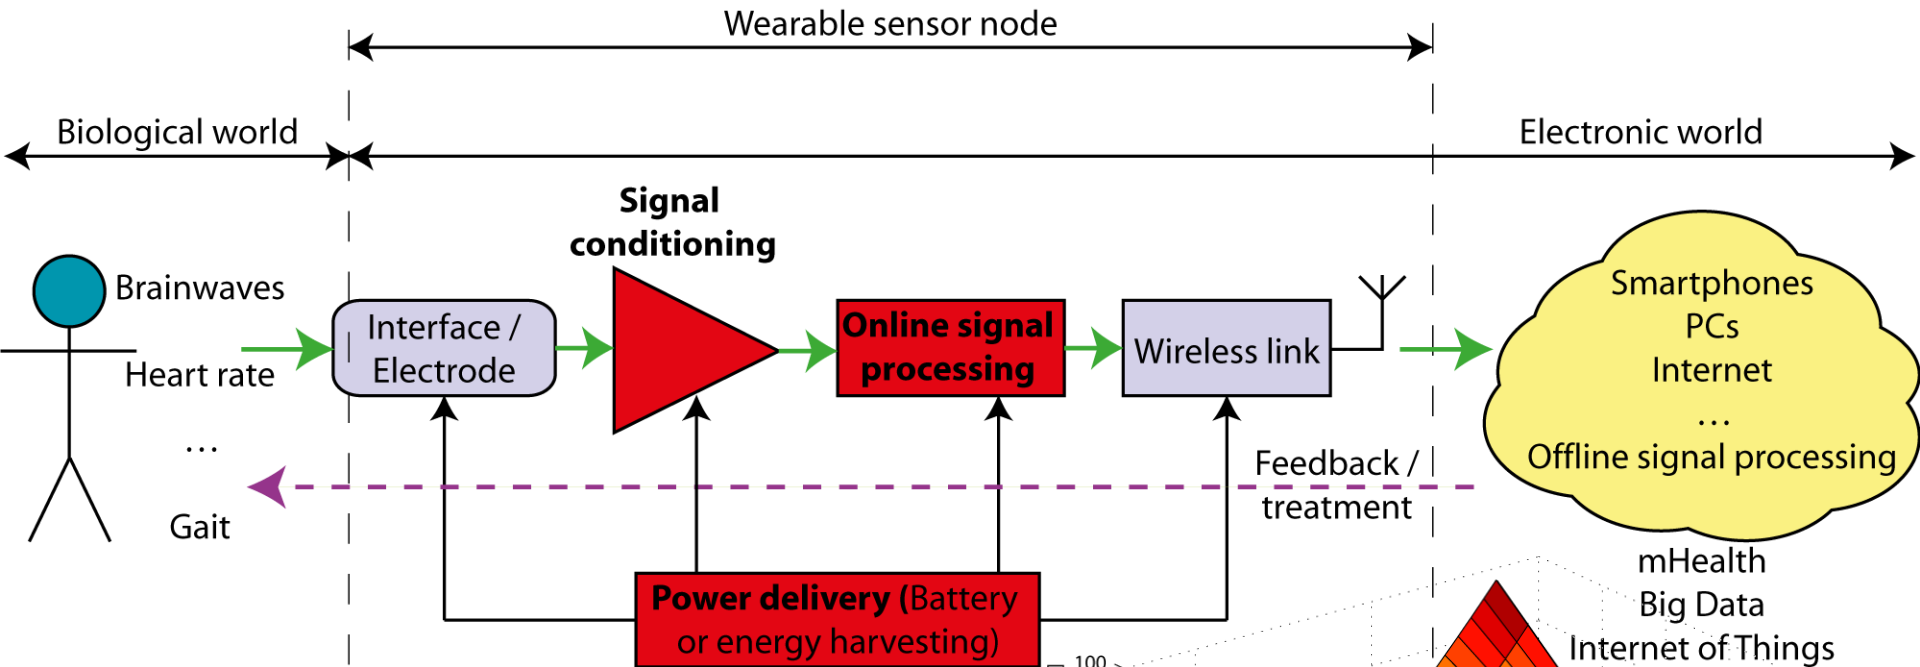 Wearable sensor node
Biological world
Electronic world
Signal
conditioning
Brainwaves
Heart rate
…
Gait
Interface /
Electrode
Online signal
processing
Wireless link
Smartphones
PCs
Internet
…
Offline signal processing
Feedback /
treatment
Power delivery (Battery
or energy harvesting)
mHealth
Big Data
Internet of Things
100